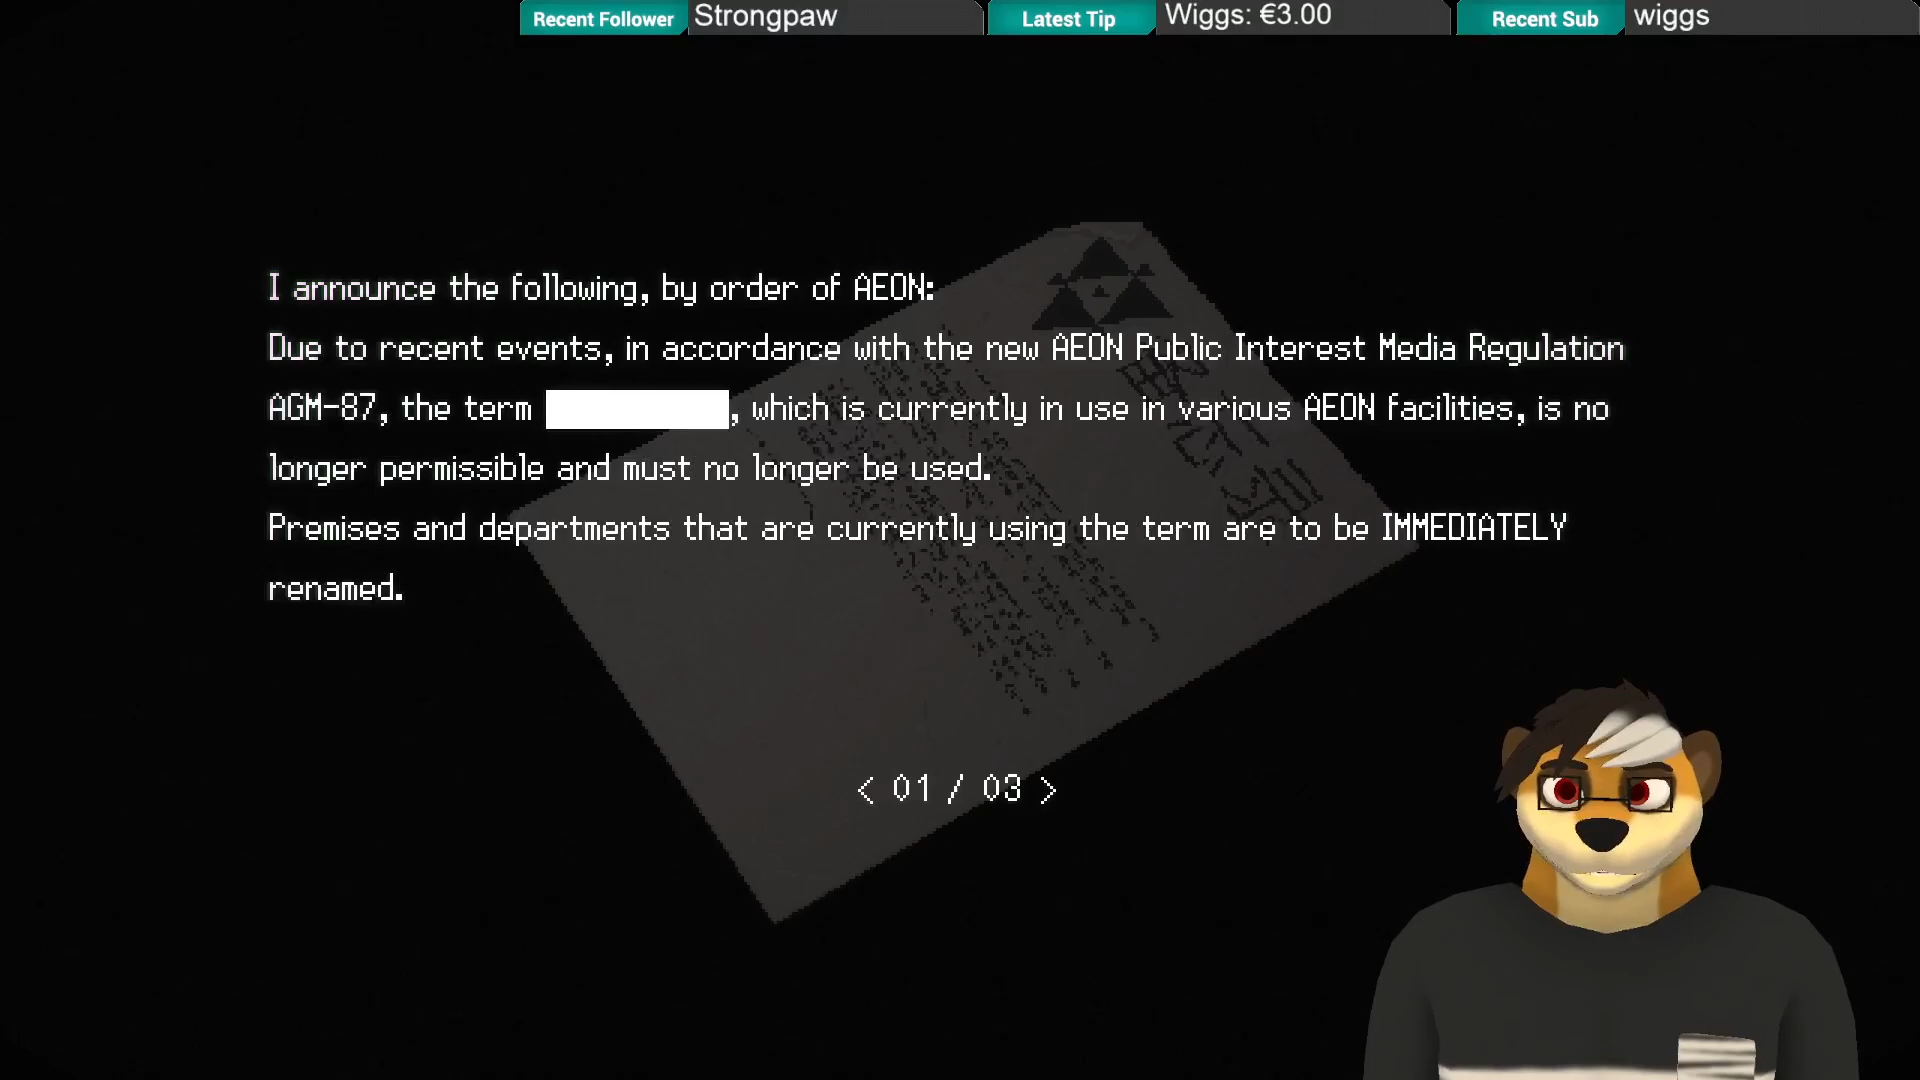 Recent Follower Strongpaw Latest Tip Wiggs: €3.00 Recent Sub wiggs
I announce the following, by order of AEON:
Due to recent events, in accordance with the new AEON Public Interest Media Regulation
AGM-87, the term , which is currently in use in various AEON facilities, is no
longer permissible and must no longer be used.
Premises and departments that are currently using the term are to be IMMEDIATELY
renamed.
< 01 / 03 >